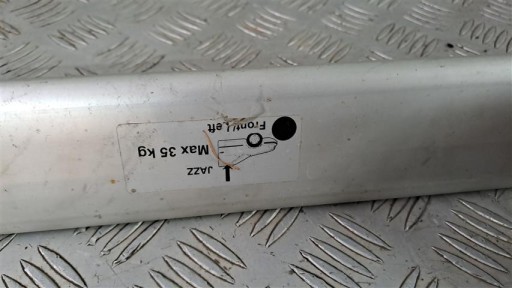 Front/Left
Max 35 kg
JAZZ